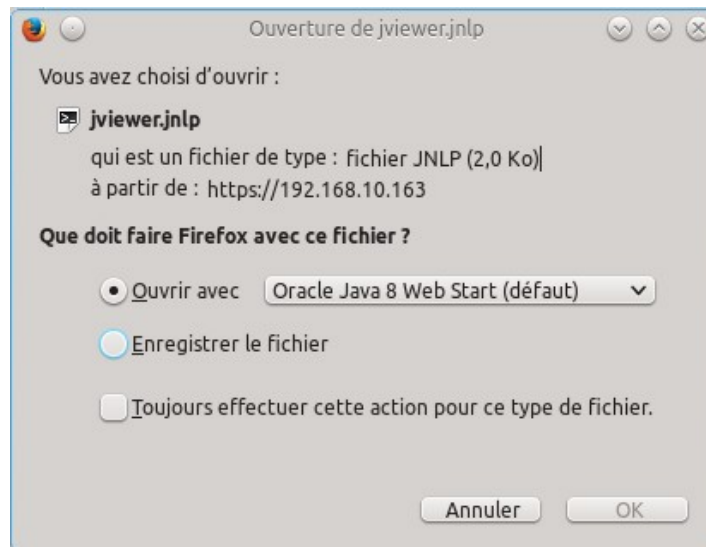 Ouverture de jviewer.jnlp
Vous avez choisi d'ouvrir :
jviewer.jnlp
qui est un fichier de type : fichier JNLP (2,0 Ko)
à partir de : https://192.168.10.163
Que doit faire Firefox avec ce fichier ?
Ouvrir avec Oracle Java 8 Web Start (défaut)
Enregistrer le fichier
Toujours effectuer cette action pour ce type de fichier.
Annuler OK